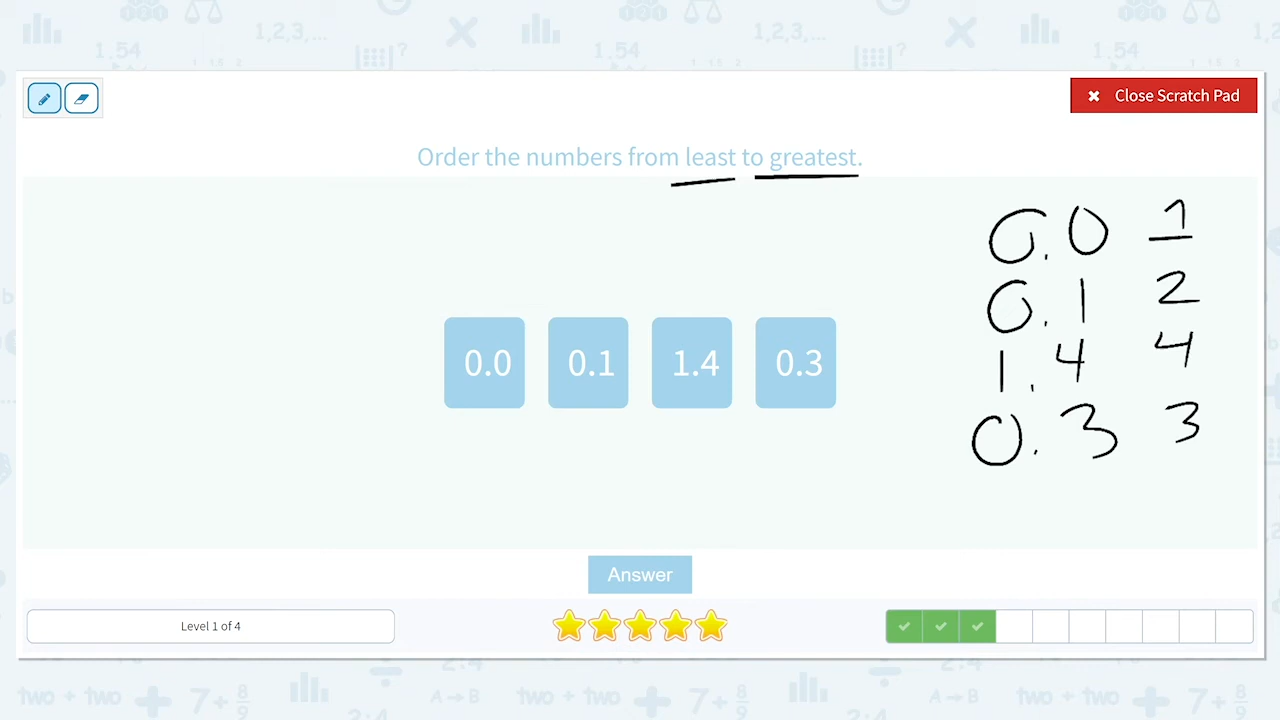 Close Scratch Pad
Order the numbers from least to greatest.
0.0 1
0.1 2
1.4 4
0.3 3
0.0 0.1 1.4 0.3
Answer
Level 1 of 4